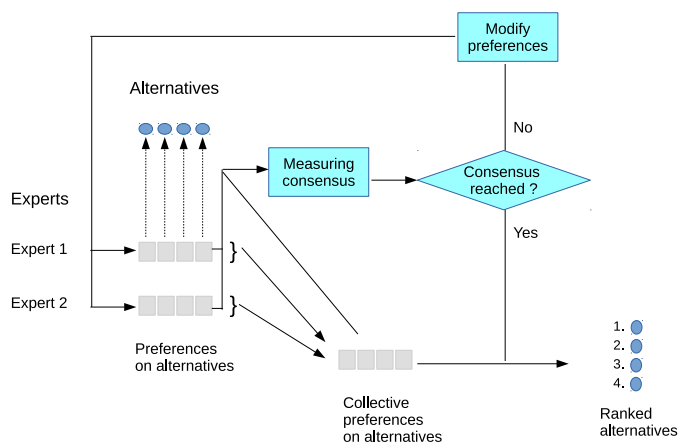 Modify
preferences
Alternatives
No
Measuring
consensus
Consensus
reached ?
Experts
Yes
Expert 1
}
Expert 2
}
1.
2.
3.
4.
Preferences
on alternatives
Collective
preferences
on alternatives
Ranked
alternatives